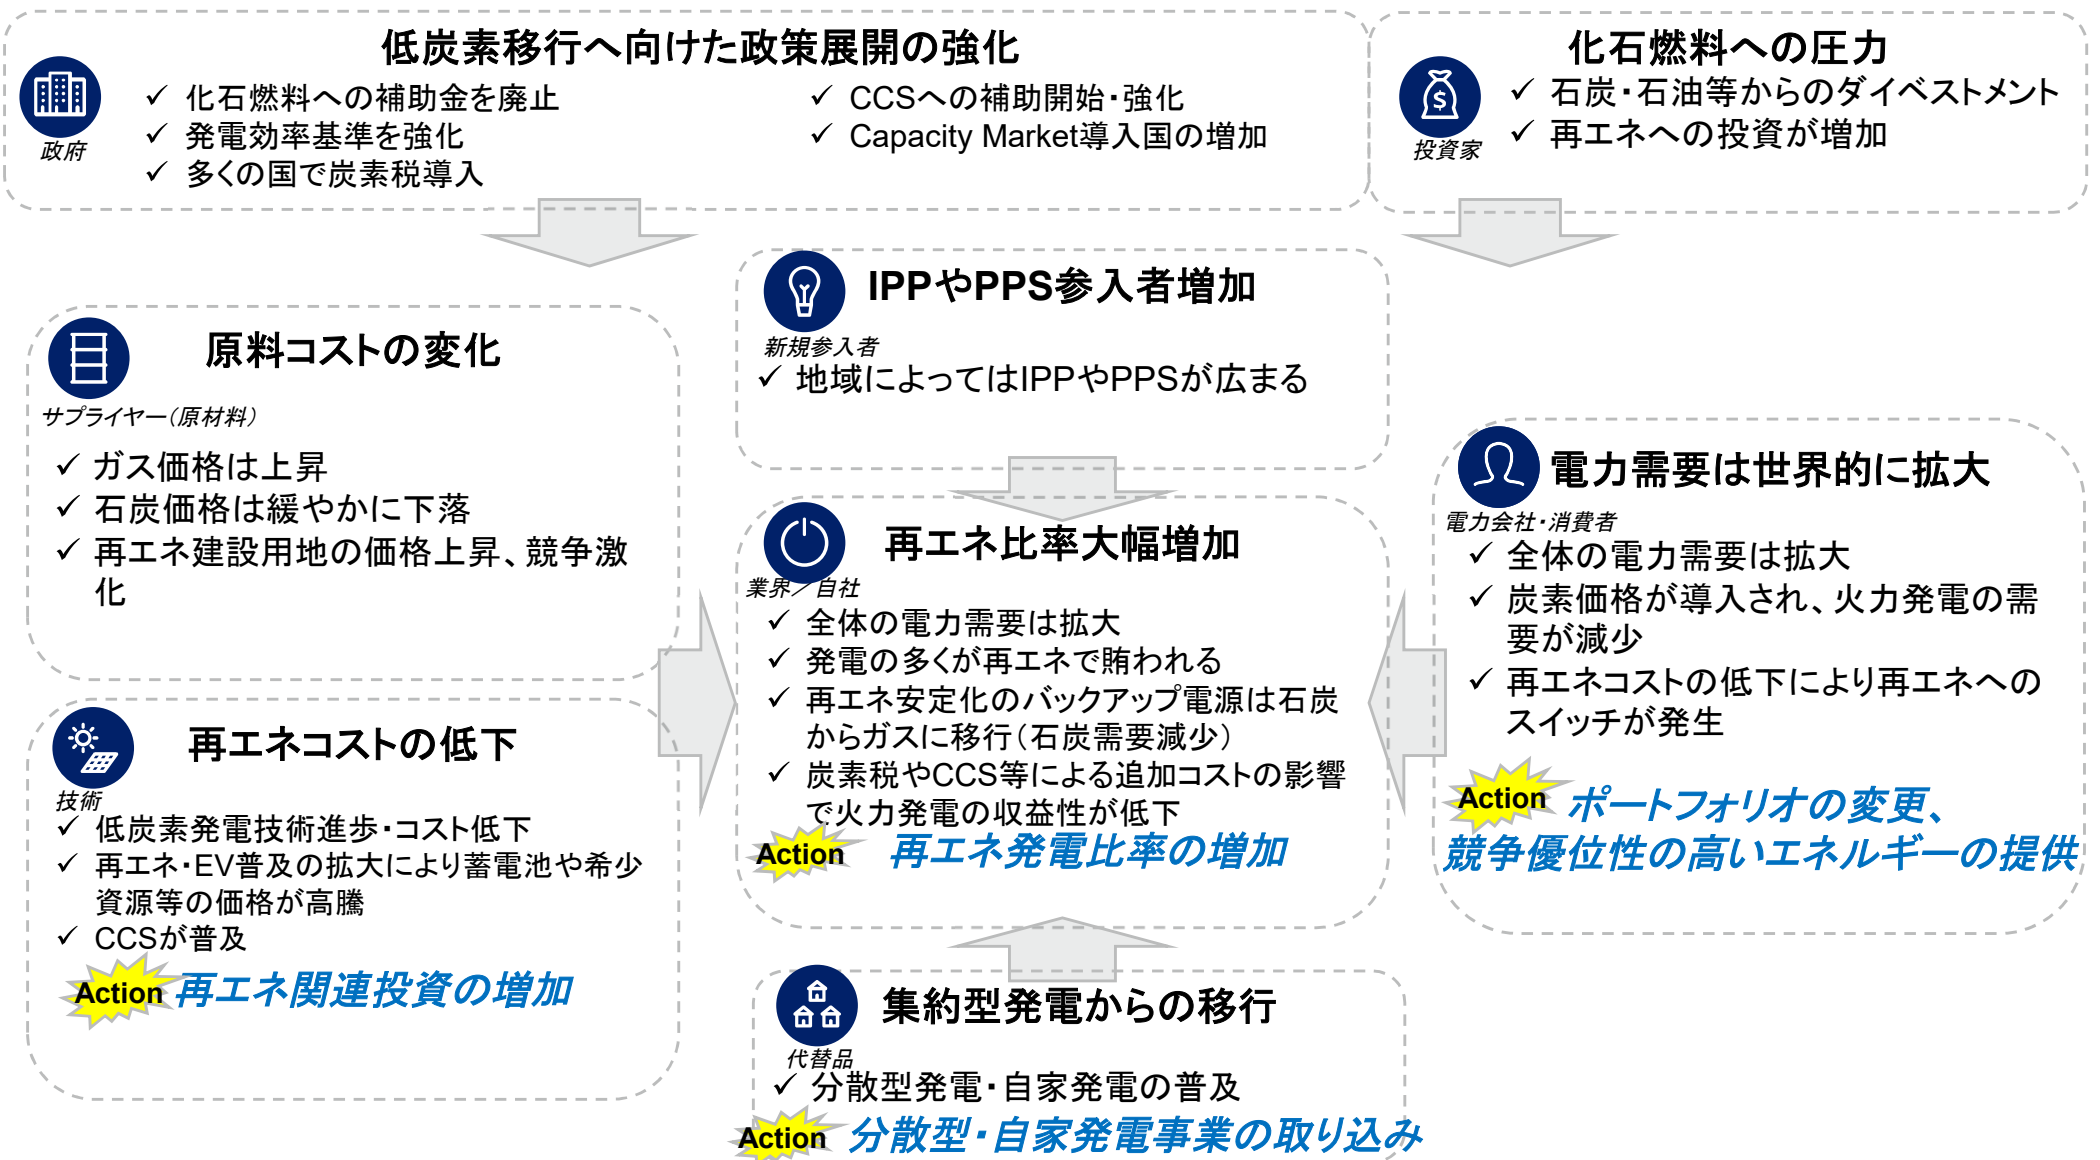 低炭素移行へ向けた政策展開の強化
政府
✓ 化石燃料への補助金を廃止
✓ 発電効率基準を強化
✓ 多くの国で炭素税導入
✓ CCSへの補助開始・強化
✓ Capacity Market導入国の増加
化石燃料への圧力
投資家
✓ 石炭・石油等からのダイベストメント
✓ 再エネへの投資が増加
IPPやPPS参入者増加
新規参入者
✓ 地域によってはIPPやPPSが広まる
原料コストの変化
サプライヤー(原材料)
✓ ガス価格は上昇
✓ 石炭価格は緩やかに下落
✓ 再エネ建設用地の価格上昇、競争激
化
再エネコストの低下
技術
✓ 低炭素発電技術進歩・コスト低下
✓ 再エネ・EV普及の拡大により蓄電池や希少
資源等の価格が高騰
✓ CCSが普及
Action 再エネ関連投資の増加
再エネ比率大幅増加
業界／自社
✓ 全体の電力需要は拡大
✓ 発電の多くが再エネで賄われる
✓ 再エネ安定化のバックアップ電源は石炭
からガスに移行(石炭需要減少)
✓ 炭素税やCCS等による追加コストの影響
で火力発電の収益性が低下
Action 再エネ発電比率の増加
電力需要は世界的に拡大
電力会社・消費者
✓ 全体の電力需要は拡大
✓ 炭素価格が導入され、火力発電の需
要が減少
✓ 再エネコストの低下により再エネへの
スイッチが発生
Action ポートフォリオの変更、
競争優位性の高いエネルギーの提供
集約型発電からの移行
代替品
✓ 分散型発電・自家発電の普及
Action 分散型・自家発電事業の取り込み